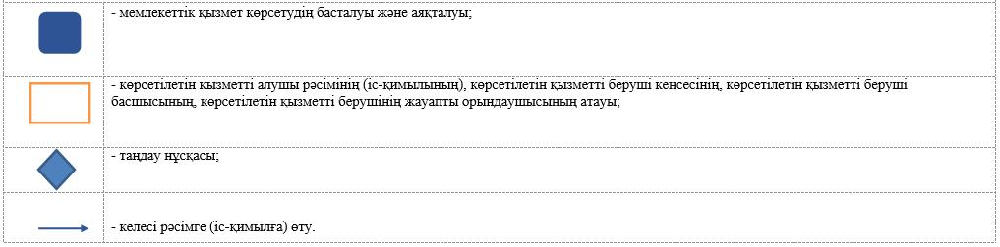 - мемлекеттік қызмет көрсетудің басталуы және аяқталуы;
- көрсетілетін қызметті алушы рәсімінің (іс-қимылының), көрсетілетін қызметті беруші кеңсесінің, көрсетілетін қызметті беруші
басшысының, көрсетілетін қызметті берушінің жауапты орындаушысының атауы;
- таңдау нұсқасы;
- келесі рәсімге (іс-қимылға) өту.